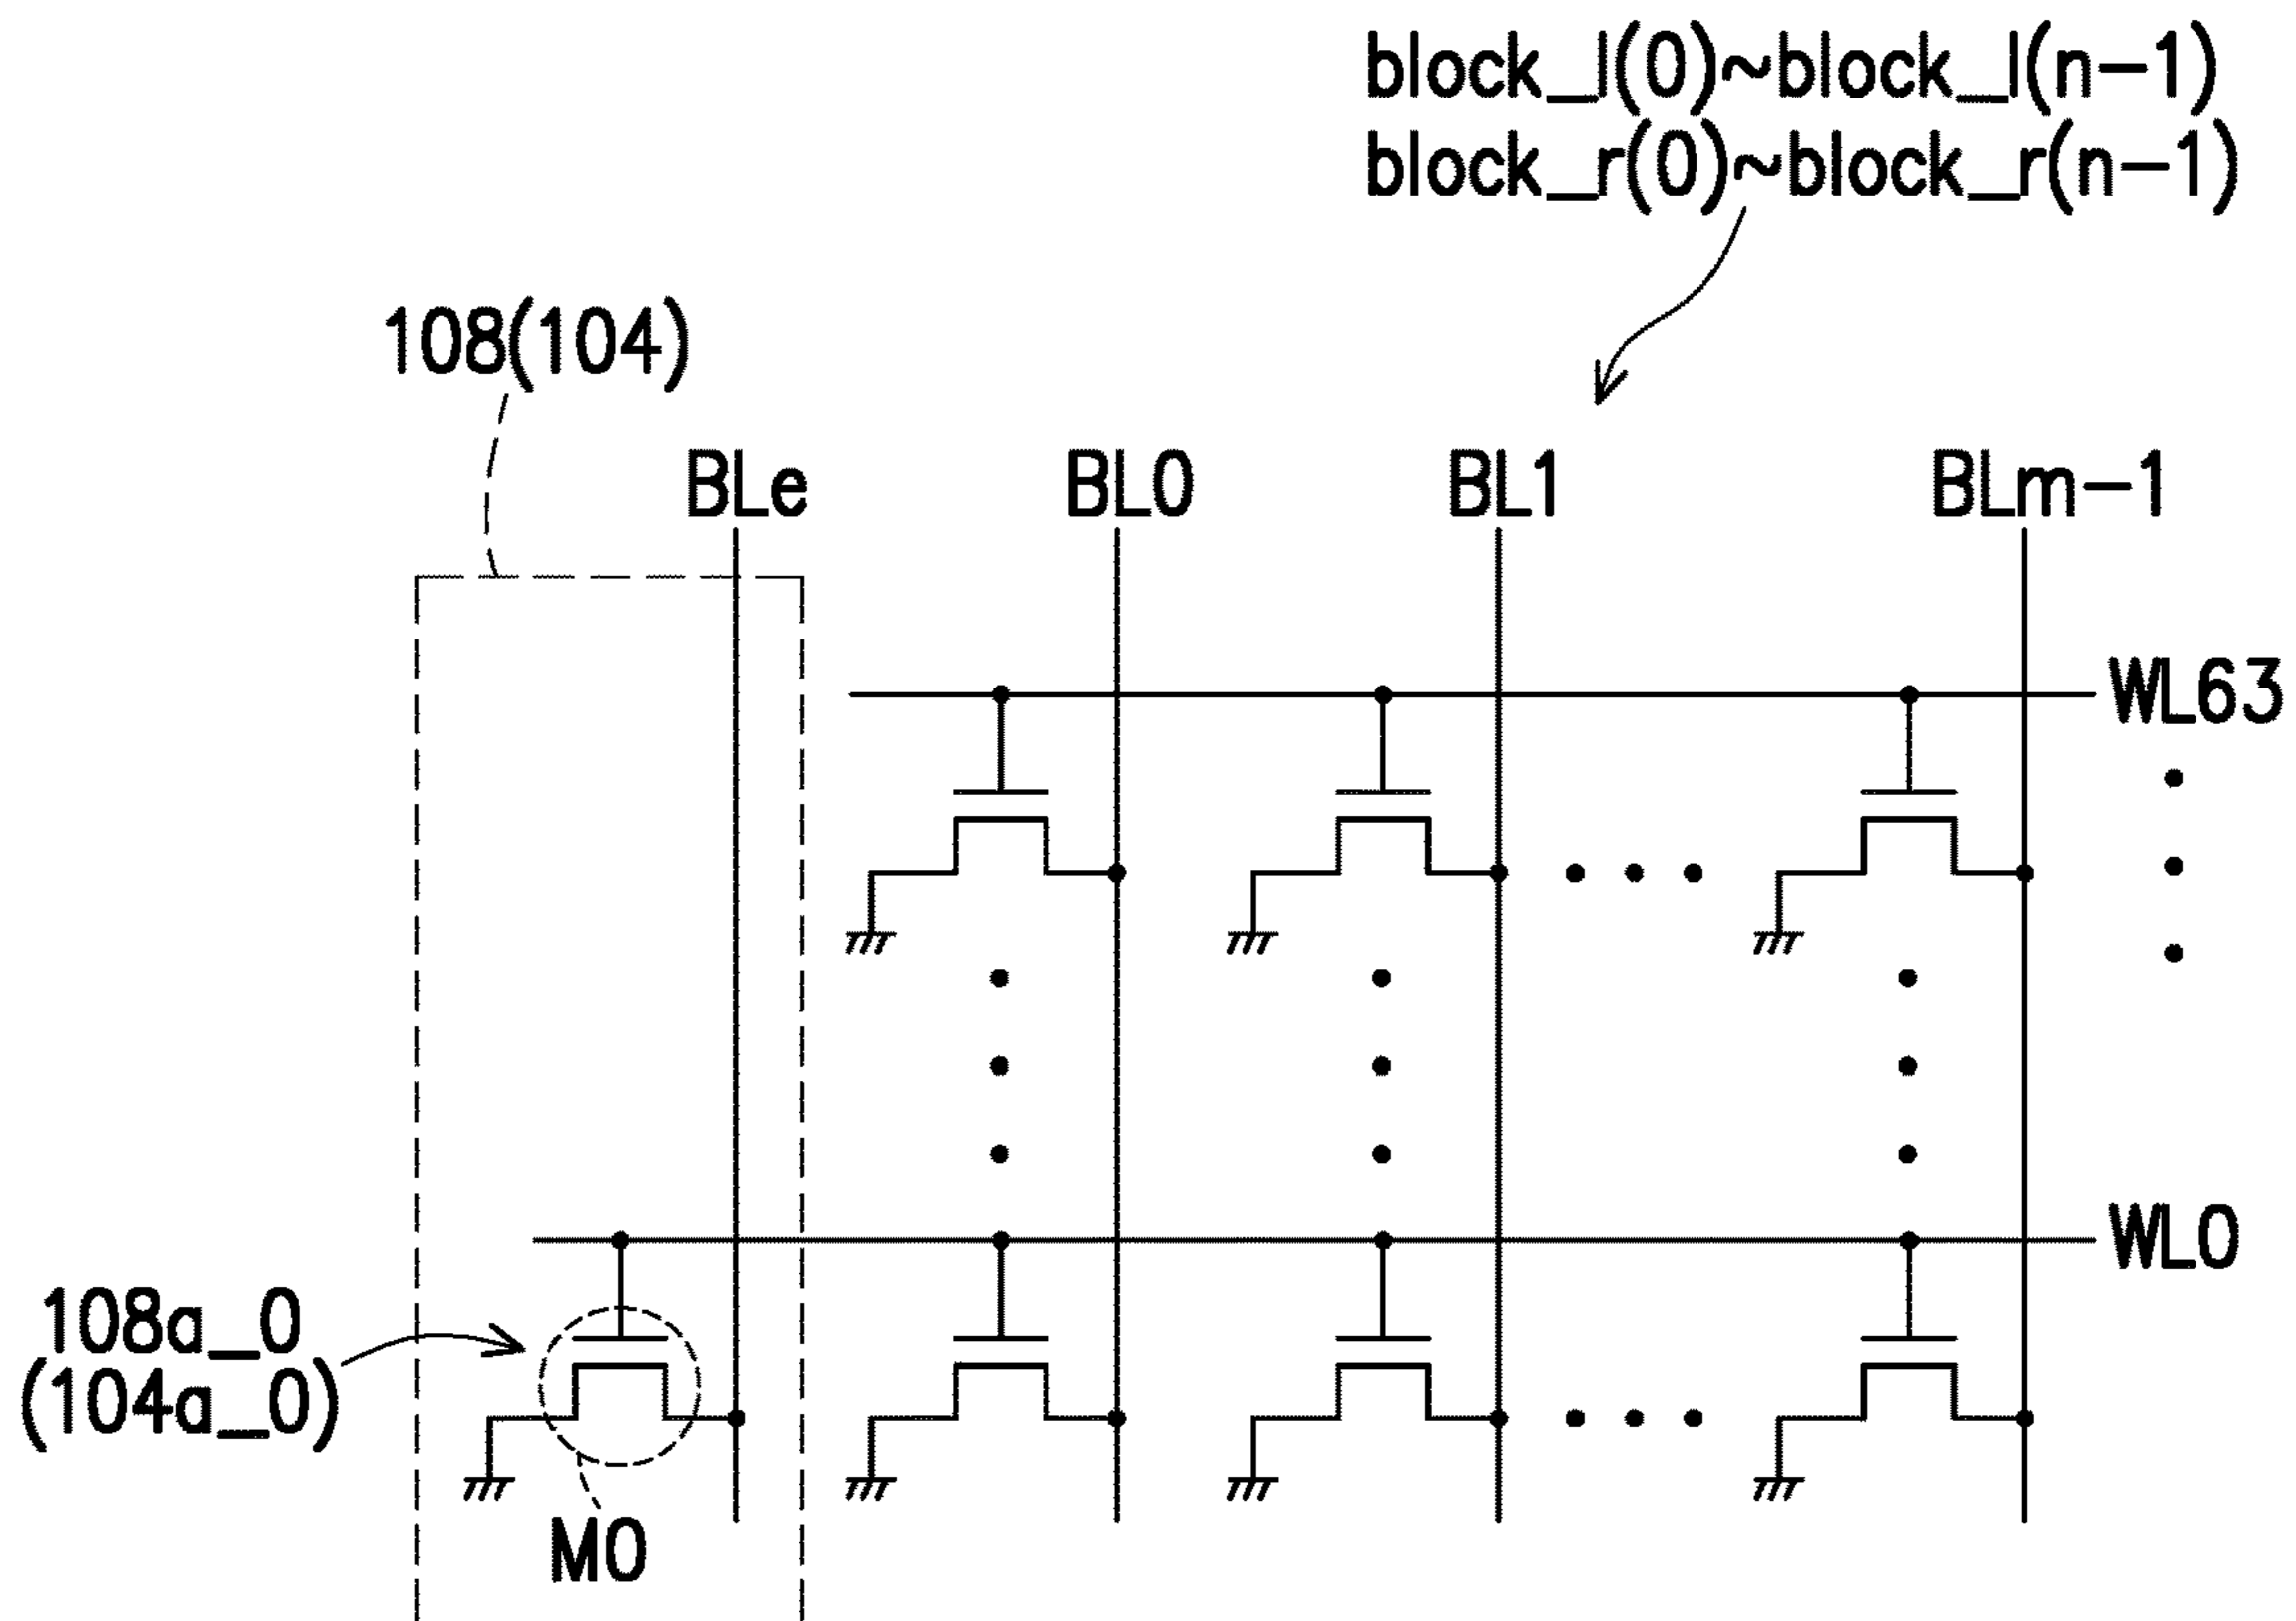 block_l(0)~block_l(n-1)
block_r(0)~block_r(n-1)
108(104)
BLe BL0 BL1 BLm-1
WL63
WL0
108a_0
(104a_0)
M0